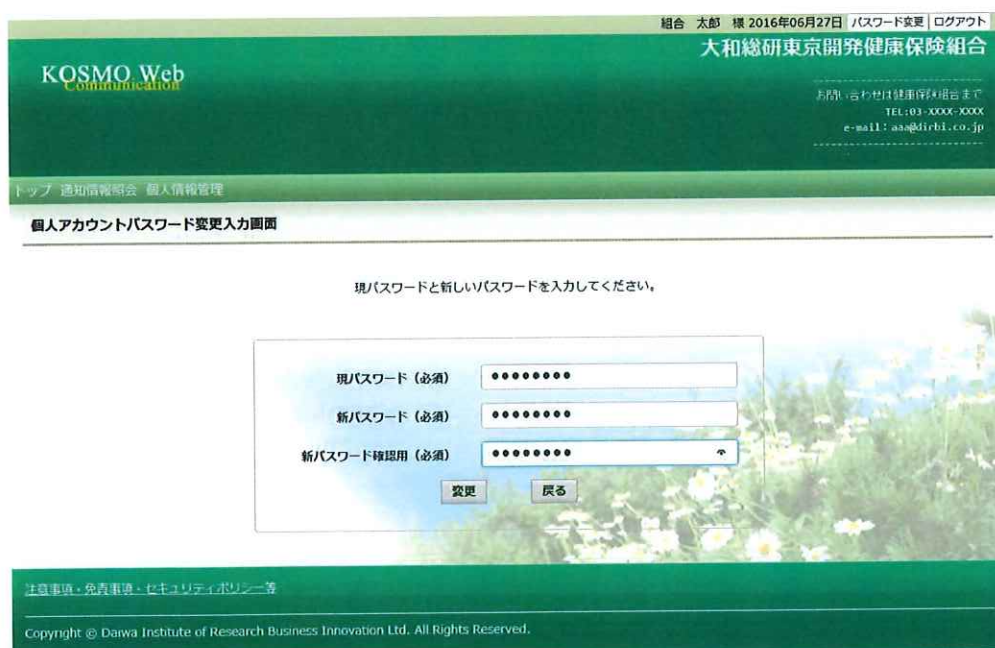 組合 太郎 様 2016年06月27日 パスワード変更 ログアウト
大和総研東京開発健康保険組合
KOSMO Web
Communication
お問い合わせは健康保険組合まで
TEL:03-XXXX-XXXX
e-mail:aaa@dirbi.co.jp
トップ 通知情報照会 個人情報管理
個人アカウントパスワード変更入力画面
現パスワードと新しいパスワードを入力してください。
現パスワード(必須) ●●●●●●●●
新パスワード(必須) ●●●●●●●●
新パスワード確認用(必須) ●●●●●●●●
変更 戻る
注意事項・免責事項・セキュリティポリシー等
Copyright © Daiwa Institute of Research Business Innovation Ltd. All Rights Reserved.